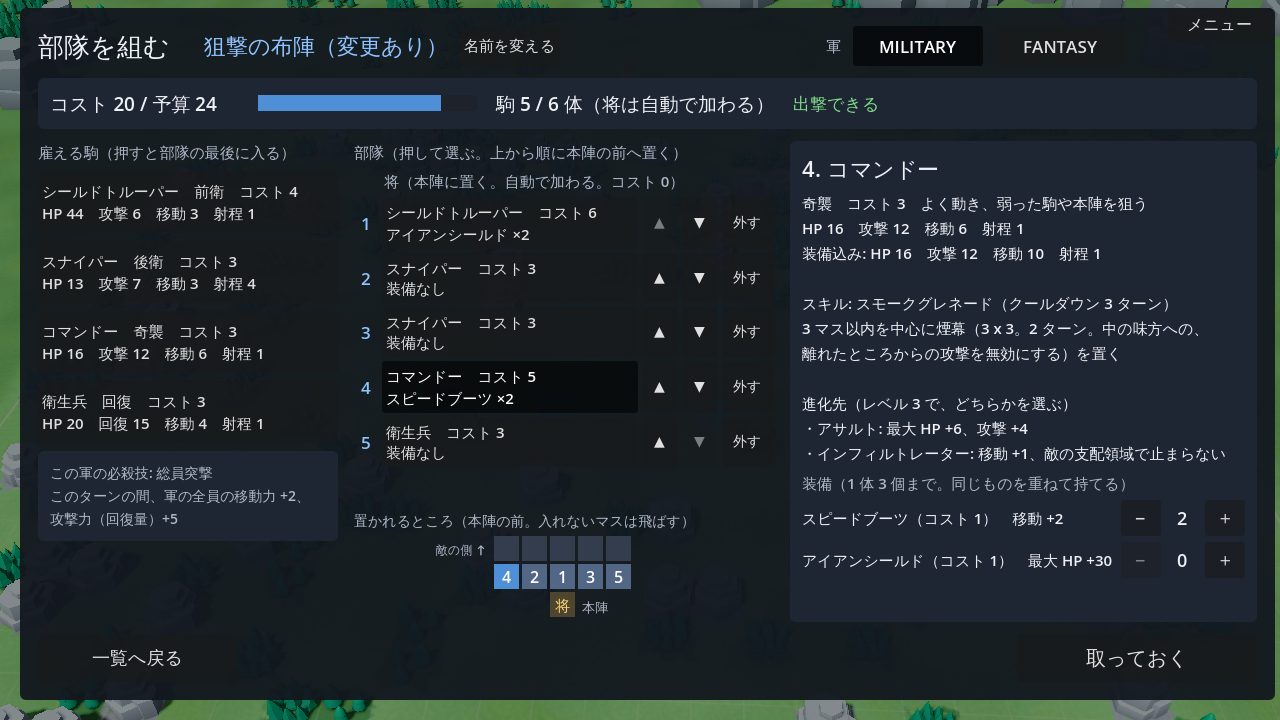 メニュー
部隊を組む 狙撃の布陣（変更あり） 名前を変える 軍 MILITARY FANTASY
コスト 20 / 予算 24 駒 5 / 6 体（将は自動で加わる） 出撃できる
雇える駒（押すと部隊の最後に入る）
シールドトルーパー　前衛　コスト 4
HP 44　攻撃 6　移動 3　射程 1
スナイパー　後衛　コスト 3
HP 13　攻撃 7　移動 3　射程 4
コマンドー　奇襲　コスト 3
HP 16　攻撃 12　移動 6　射程 1
衛生兵　回復　コスト 3
HP 20　回復 15　移動 4　射程 1
この軍の必殺技: 総員突撃
このターンの間、軍の全員の移動力 +2、
攻撃力（回復量）+5
部隊（押して選ぶ。上から順に本陣の前へ置く）
将（本陣に置く。自動で加わる。コスト 0）
1 シールドトルーパー　コスト 6 ▲ ▼ 外す
アイアンシールド ×2
2 スナイパー　コスト 3 ▲ ▼ 外す
装備なし
3 スナイパー　コスト 3 ▲ ▼ 外す
装備なし
4 コマンドー　コスト 5 ▲ ▼ 外す
スピードブーツ ×2
5 衛生兵　コスト 3 ▲ ▼ 外す
装備なし
置かれるところ（本陣の前。入れないマスは飛ばす）
敵の側 ↑
4 2 1 3 5
将 本陣
4. コマンドー
奇襲　コスト 3　よく動き、弱った駒や本陣を狙う
HP 16　攻撃 12　移動 6　射程 1
装備込み: HP 16　攻撃 12　移動 10　射程 1
スキル: スモークグレネード（クールダウン 3 ターン）
3 マス以内を中心に煙幕（3 x 3。2 ターン。中の味方への、
離れたところからの攻撃を無効にする）を置く
進化先（レベル 3 で、どちらかを選ぶ）
・アサルト: 最大 HP +6、攻撃 +4
・インフィルトレーター: 移動 +1、敵の支配領域で止まらない
装備（1 体 3 個まで。同じものを重ねて持てる）
スピードブーツ（コスト 1）　移動 +2 − 2 +
アイアンシールド（コスト 1）　最大 HP +30 − 0 +
一覧へ戻る 取っておく